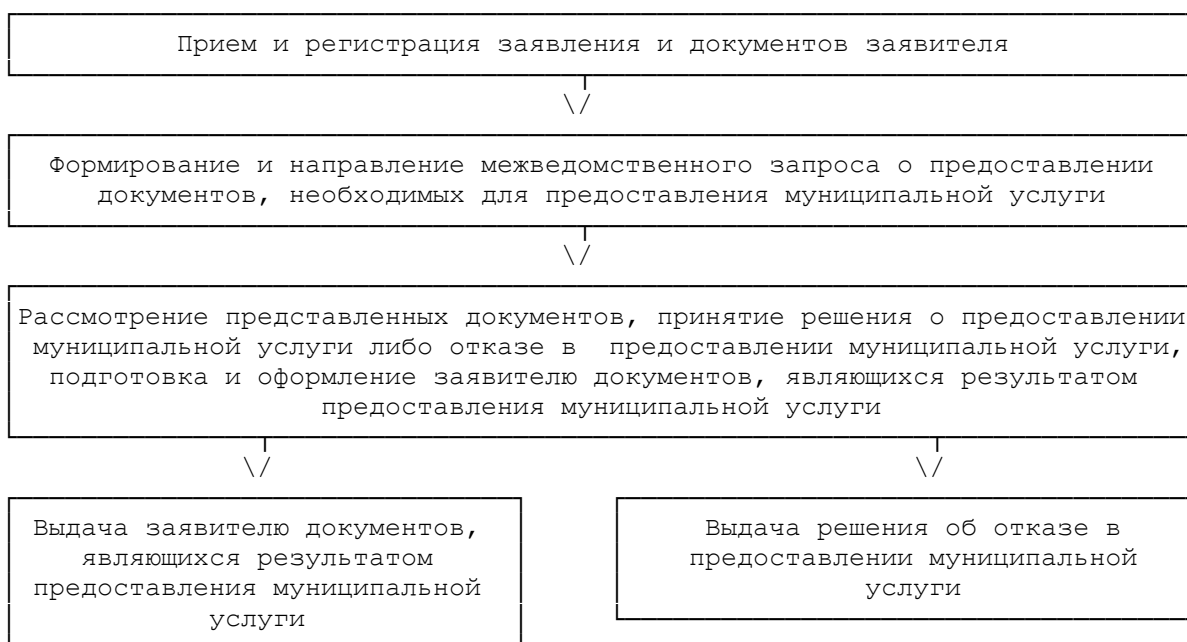 Прием и регистрация заявления и документов заявителя
Формирование и направление межведомственного запроса о предоставлении
документов, необходимых для предоставления муниципальной услуги
Рассмотрение представленных документов, принятие решения о предоставлении
муниципальной услуги либо отказе в предоставлении муниципальной услуги,
подготовка и оформление заявителю документов, являющихся результатом
предоставления муниципальной услуги
Выдача заявителю документов,
являющихся результатом
предоставления муниципальной
услуги
Выдача решения об отказе в
предоставлении муниципальной
услуги